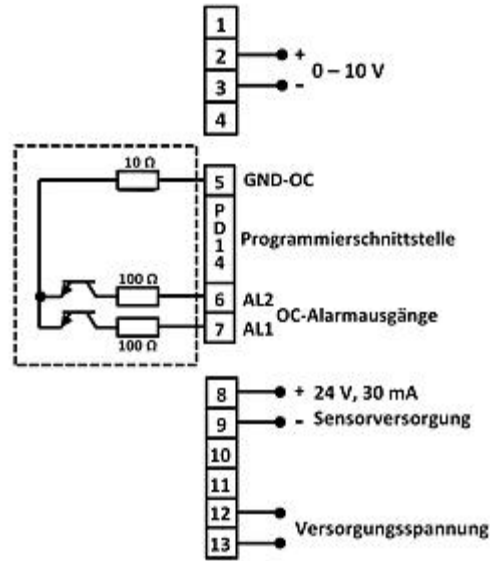 1
2 +
0 – 10 V
3 -
4
10 Ω
5 GND-OC
P
D
1
4
Programmierschnittstelle
100 Ω
6 AL2
OC-Alarmausgänge
7 AL1
100 Ω
8 + 24 V, 30 mA
9 - Sensorversorgung
10
11
12
Versorgungsspannung
13